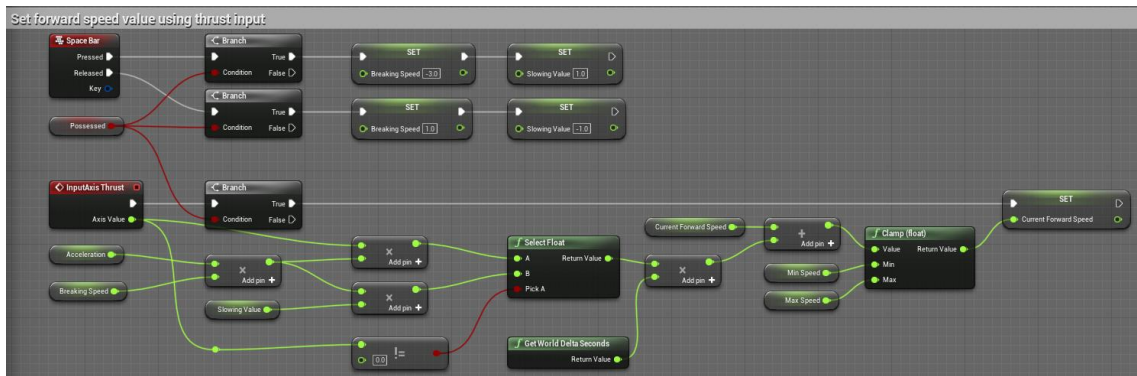 Set forward speed value using thrust input
Space Bar
Pressed
Released
Key
Branch
True
Condition
False
SET
Breaking Speed -3.0
SET
Slowing Value 1.0
Branch
True
Condition
False
SET
Breaking Speed 1.0
SET
Slowing Value -1.0
Possessed
InputAxis Thrust
Axis Value
Branch
True
Condition
False
SET
Current Forward Speed
Acceleration
Breaking Speed
×
Add pin +
Slowing Value
×
Add pin +
×
Add pin +
0.0 !=
Select Float
A
Return Value
B
Pick A
Get World Delta Seconds
Return Value
×
Add pin +
Current Forward Speed
+
Add pin +
Min Speed
Max Speed
Clamp (float)
Value
Return Value
Min
Max